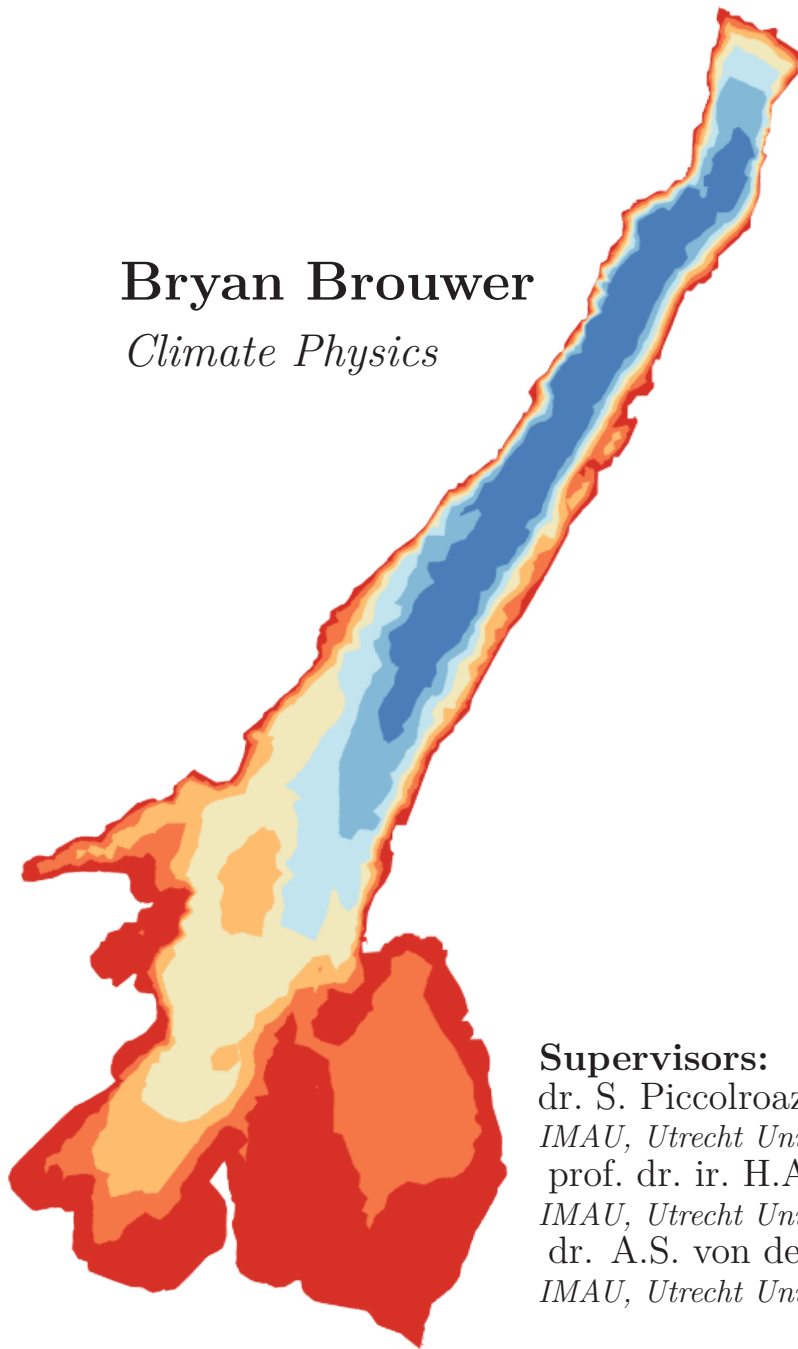 Bryan Brouwer
Climate Physics
Supervisors:
dr. S. Piccolroaz
IMAU, Utrecht
prof. dr. ir. H.A
IMAU, Utrecht
dr. A.S. von de
IMAU, Utrecht